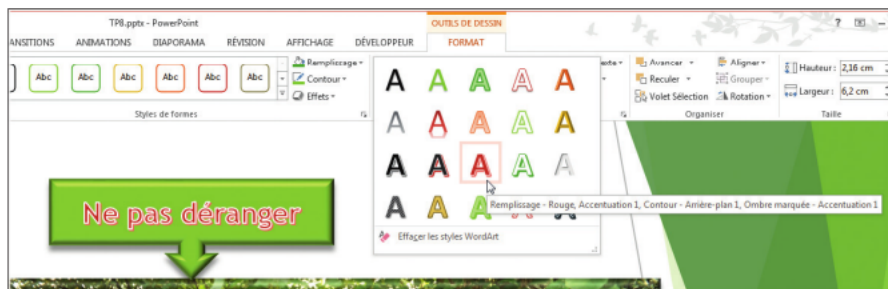 TP8.pptx - PowerPoint
OUTILS DE DESSIN
?
ANSITIONS ANIMATIONS DIAPORAMA RÉVISION AFFICHAGE DÉVELOPPEUR FORMAT
Abc Abc Abc Abc Abc Abc
Remplissage
Contour
Effets
Styles de formes
A A A A A
A A A A A
A A A A A
A A A
Effacer les styles WordArt
Remplissage - Rouge, Accentuation 1, Contour - Arrière-plan 1, Ombre marquée - Accentuation 1
exte
Avancer
Reculer
Volet Sélection
Aligner
Grouper
Rotation
Organiser
Hauteur : 2,16 cm
Largeur : 6,2 cm
Taille
Ne pas déranger